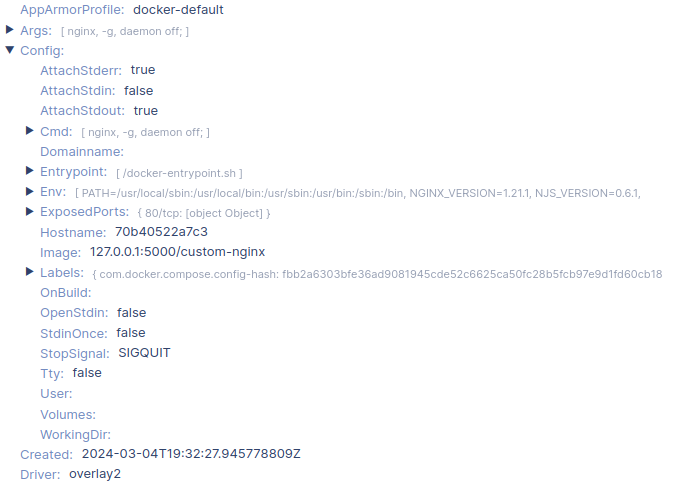 AppArmorProfile: docker-default
Args: [ nginx, -g, daemon off; ]
Config:
AttachStderr: true
AttachStdin: false
AttachStdout: true
Cmd: [ nginx, -g, daemon off; ]
Domainname:
Entrypoint: [ /docker-entrypoint.sh ]
Env: [ PATH=/usr/local/sbin:/usr/local/bin:/usr/sbin:/usr/bin:/sbin:/bin, NGINX_VERSION=1.21.1, NJS_VERSION=0.6.1,
ExposedPorts: { 80/tcp: [object Object] }
Hostname: 70b40522a7c3
Image: 127.0.0.1:5000/custom-nginx
Labels: { com.docker.compose.config-hash: fbb2a6303bfe36ad9081945cde52c6625ca50fc28b5fcb97e9d1fd60cb18
OnBuild:
OpenStdin: false
StdinOnce: false
StopSignal: SIGQUIT
Tty: false
User:
Volumes:
WorkingDir:
Created: 2024-03-04T19:32:27.945778809Z
Driver: overlay2